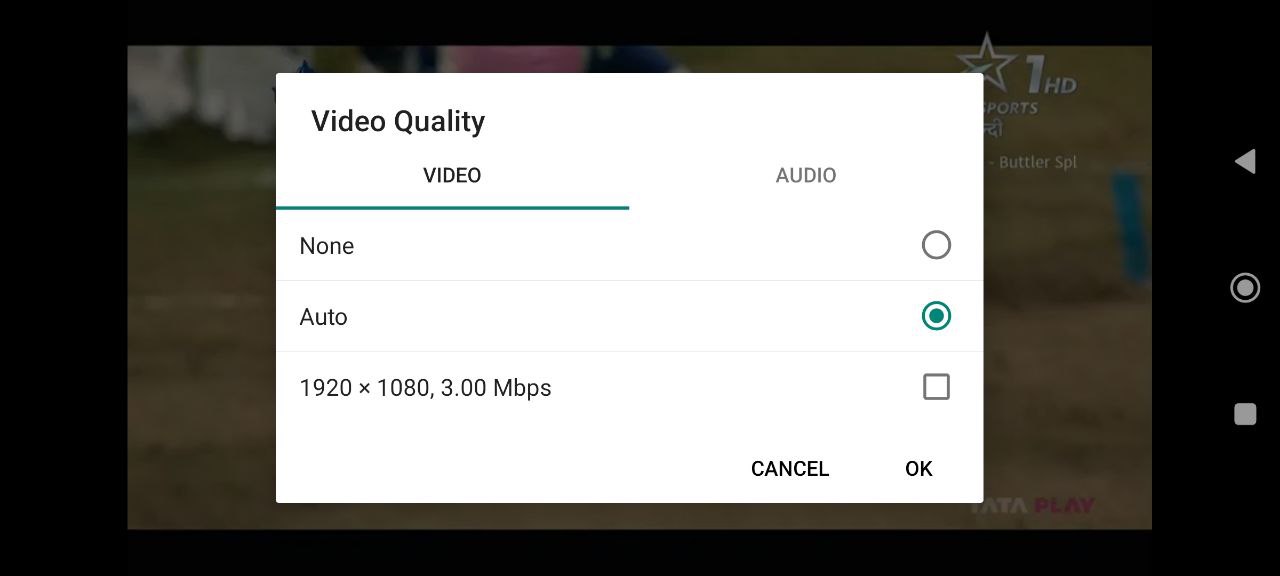 Video Quality
VIDEO
AUDIO
None
Auto
1920 × 1080, 3.00 Mbps
CANCEL
OK
1HD
SPORTS
- Buttler Spl
TATA PLAY